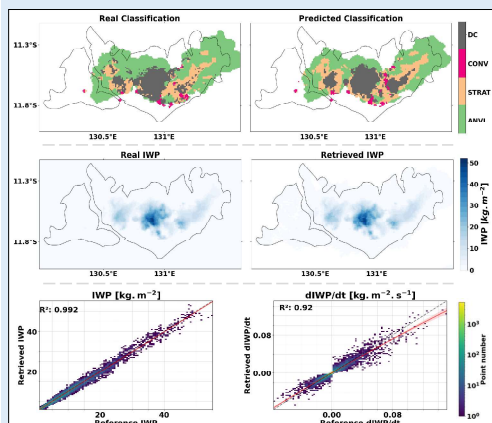 Real Classification
Predicted Classification
11.3°S
11.8°S
130.5°E
131°E
130.5°E
131°E
DC
CONV
STRAT
ANVI
Real IWP
Retrieved IWP
11.3°S
11.8°S
130.5°E
131°E
130.5°E
131°E
50
40
30
20
10
0
IWP [kg.m⁻²]
IWP [kg.m⁻²]
R²: 0.992
Retrieved IWP
40
20
20
40
Reference IWP
dIWP/dt [kg.m⁻².s⁻¹]
R²: 0.92
Retrieved dIWP/dt
0.08
0.00
0.00
0.08
Reference dIWP/dt
10³
10²
10¹
10⁰
Point number